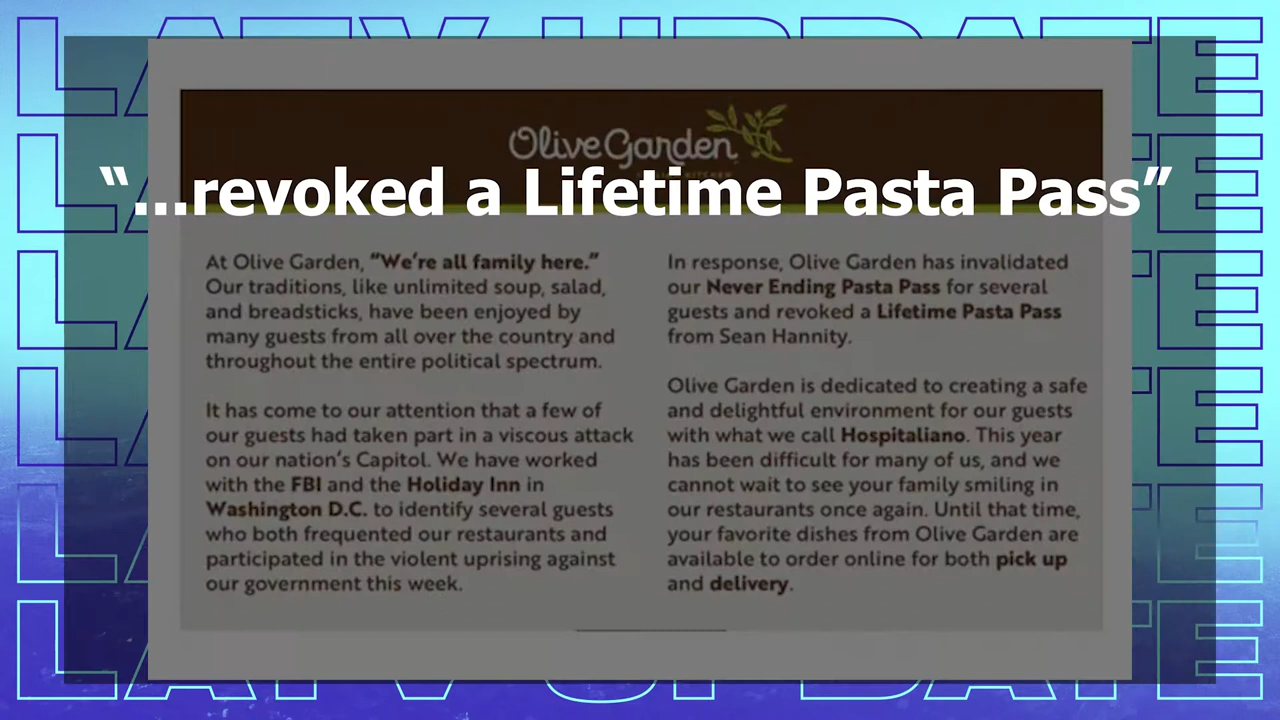 LATV UPDATE
Olive Garden
“...revoked a Lifetime Pasta Pass”
At Olive Garden, “We’re all family here.”
Our traditions, like unlimited soup, salad,
and breadsticks, have been enjoyed by
many guests from all over the country and
throughout the entire political spectrum.
It has come to our attention that a few of
our guests had taken part in a viscous attack
on our nation’s Capitol. We have worked
with the FBI and the Holiday Inn in
Washington D.C. to identify several guests
who both frequented our restaurants and
participated in the violent uprising against
our government this week.
In response, Olive Garden has invalidated
our Never Ending Pasta Pass for several
guests and revoked a Lifetime Pasta Pass
from Sean Hannity.
Olive Garden is dedicated to creating a safe
and delightful environment for our guests
with what we call Hospitaliano. This year
has been difficult for many of us, and we
cannot wait to see your family smiling in
our restaurants once again. Until that time,
your favorite dishes from Olive Garden are
available to order online for both pick up
and delivery.
LATV UPDATE